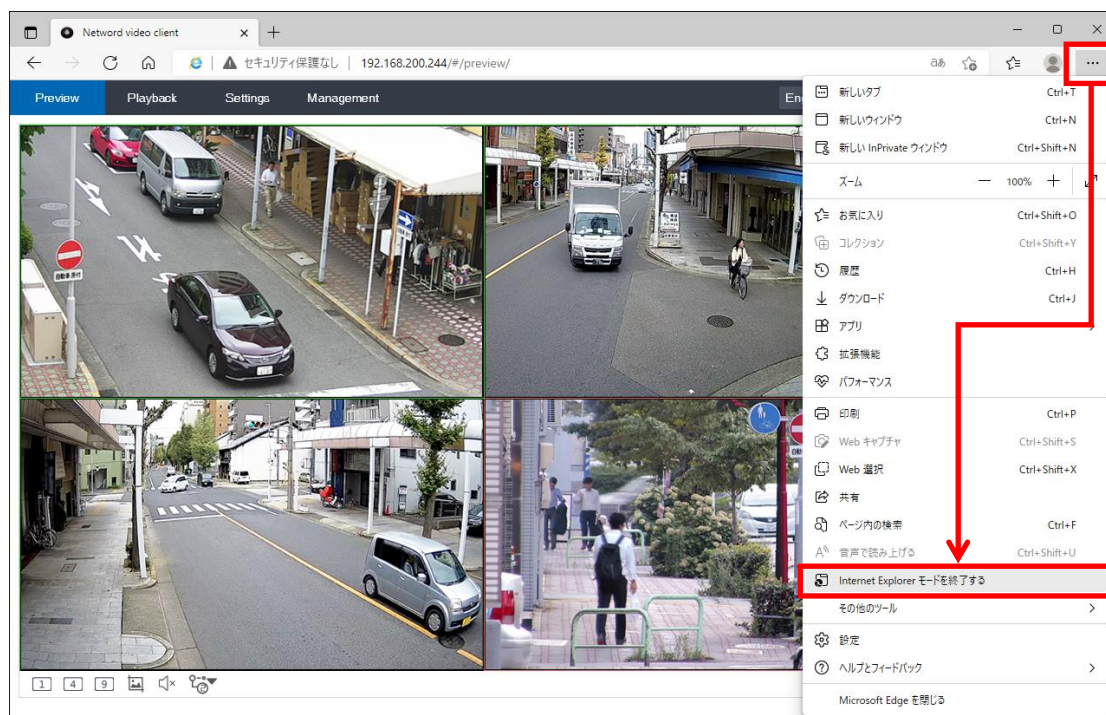 Netword video client
セキュリティ保護なし 192.168.200.244/#/preview/ aあ
Preview Playback Settings Management En
新しいタブ Ctrl+T
新しいウィンドウ Ctrl+N
新しい InPrivate ウィンドウ Ctrl+Shift+N
ズーム 100%
お気に入り Ctrl+Shift+O
コレクション Ctrl+Shift+Y
履歴 Ctrl+H
ダウンロード Ctrl+J
アプリ
拡張機能
パフォーマンス
印刷 Ctrl+P
Web キャプチャ Ctrl+Shift+S
Web 選択 Ctrl+Shift+X
共有
ページ内の検索 Ctrl+F
音声で読み上げる Ctrl+Shift+U
Internet Explorer モードを終了する
その他のツール
設定
ヘルプとフィードバック
Microsoft Edge を閉じる
1 4 9